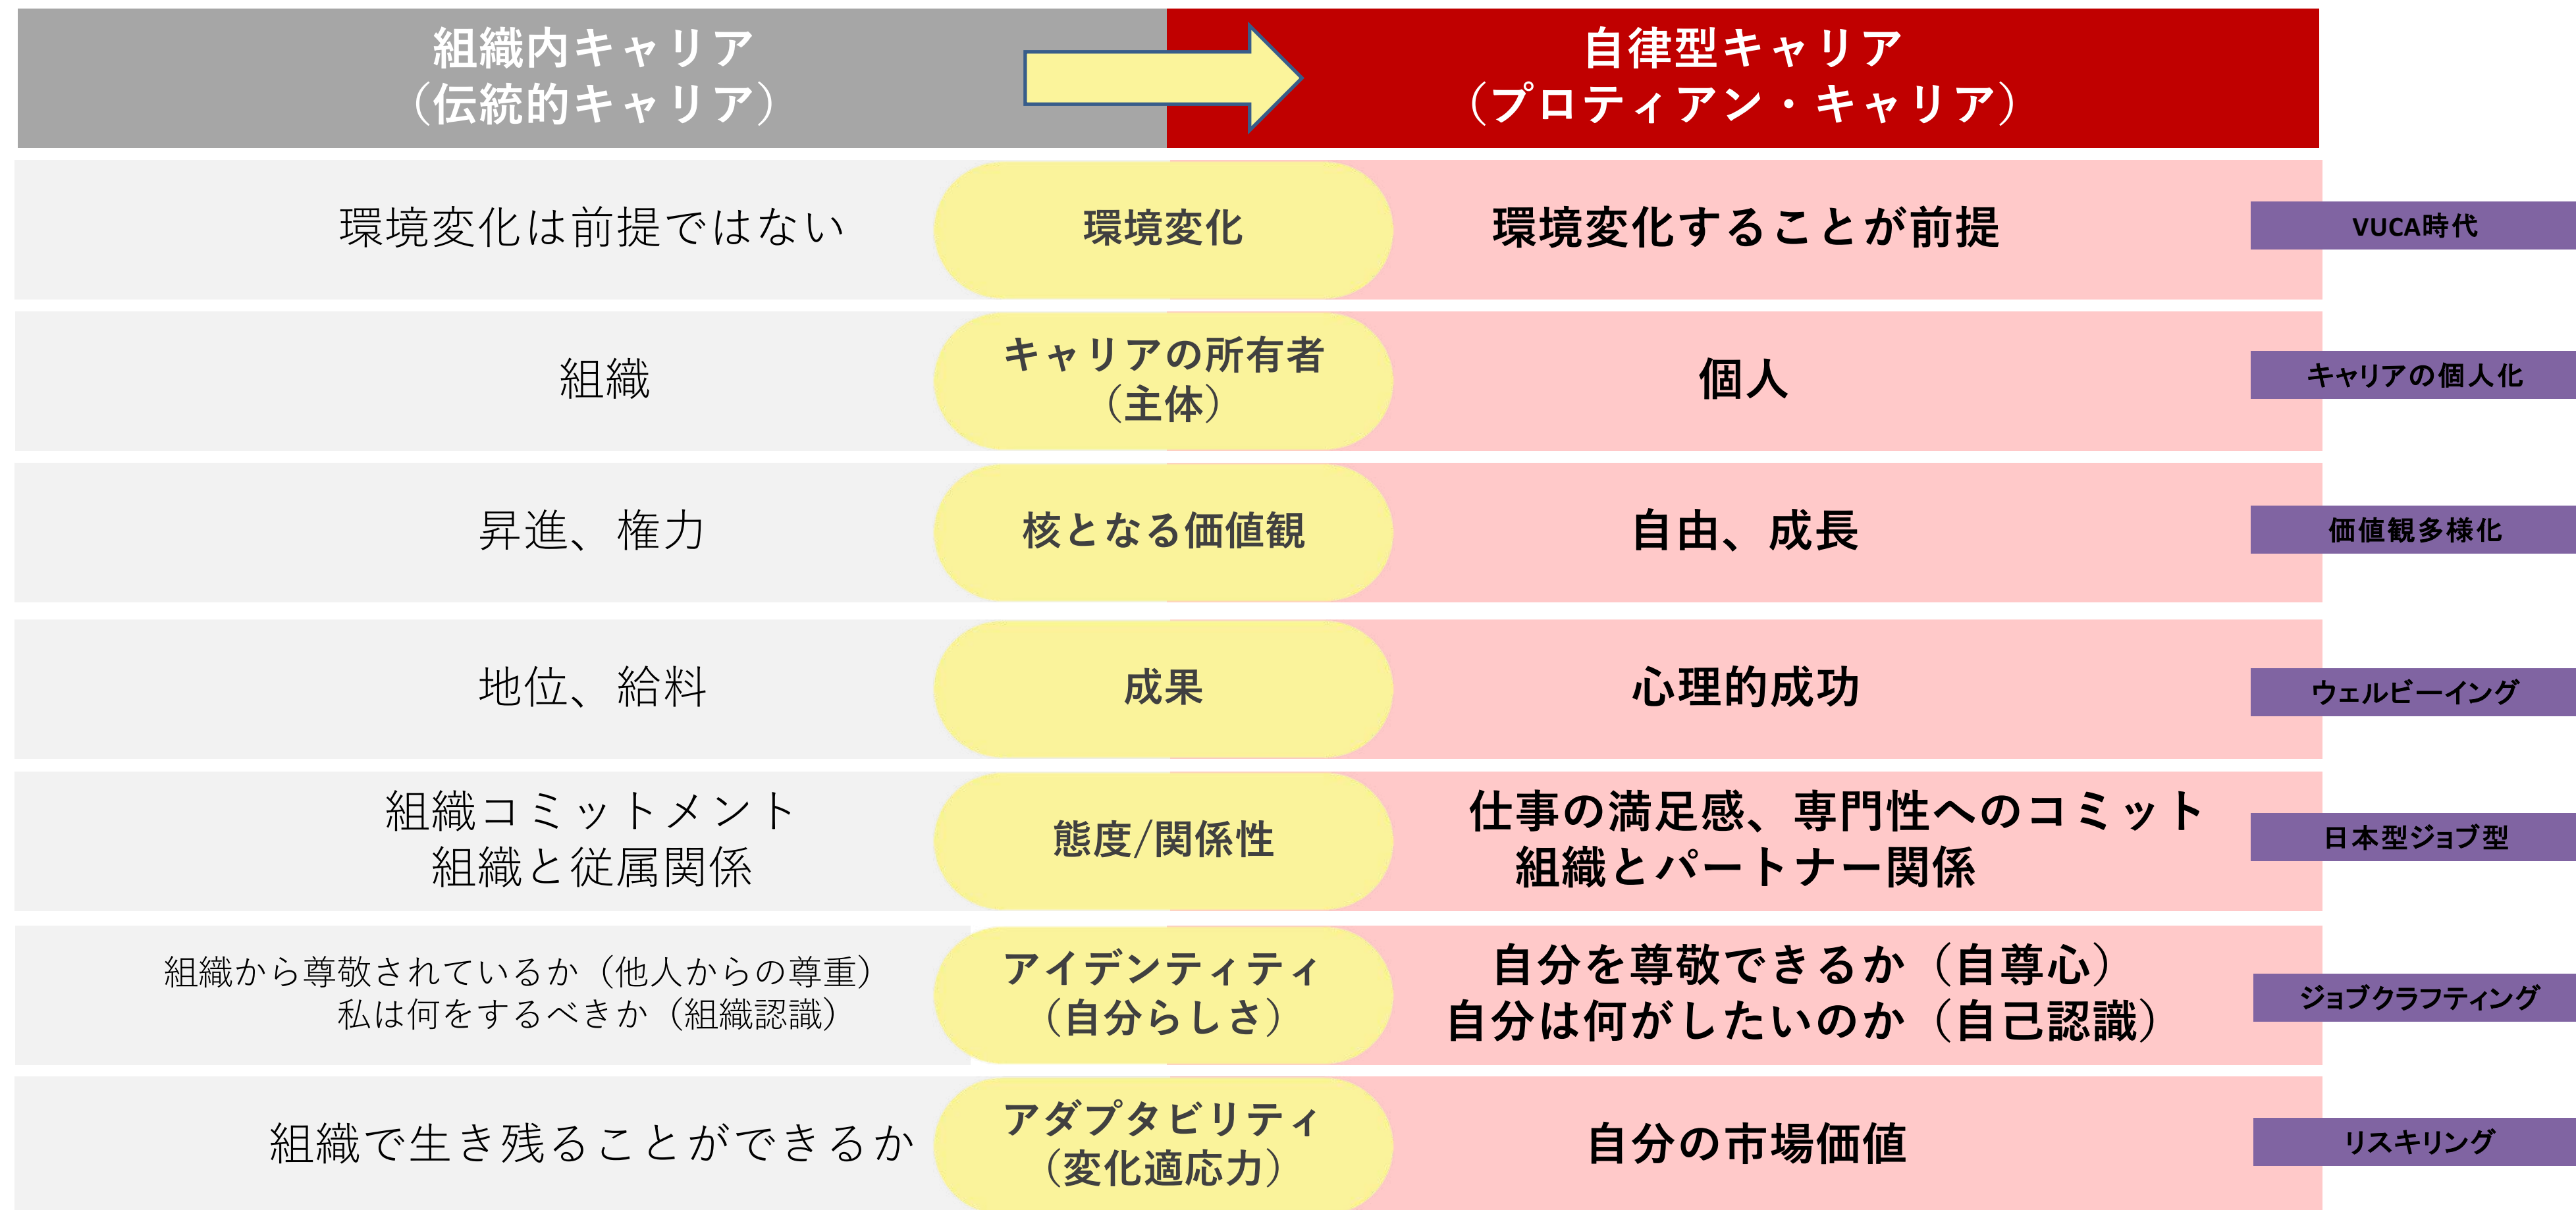 組織内キャリア
（伝統的キャリア）
自律型キャリア
（プロティアン・キャリア）
環境変化は前提ではない
環境変化
環境変化することが前提
VUCA時代
組織
キャリアの所有者
（主体）
個人
キャリアの個人化
昇進、権力
核となる価値観
自由、成長
価値観多様化
地位、給料
成果
心理的成功
ウェルビーイング
組織コミットメント
組織と従属関係
態度/関係性
仕事の満足感、専門性へのコミット
組織とパートナー関係
日本型ジョブ型
組織から尊敬されているか（他人からの尊重）
私は何をするべきか（組織認識）
アイデンティティ
（自分らしさ）
自分を尊敬できるか（自尊心）
自分は何がしたいのか（自己認識）
ジョブクラフティング
組織で生き残ることができるか
アダプタビリティ
（変化適応力）
自分の市場価値
リスキリング